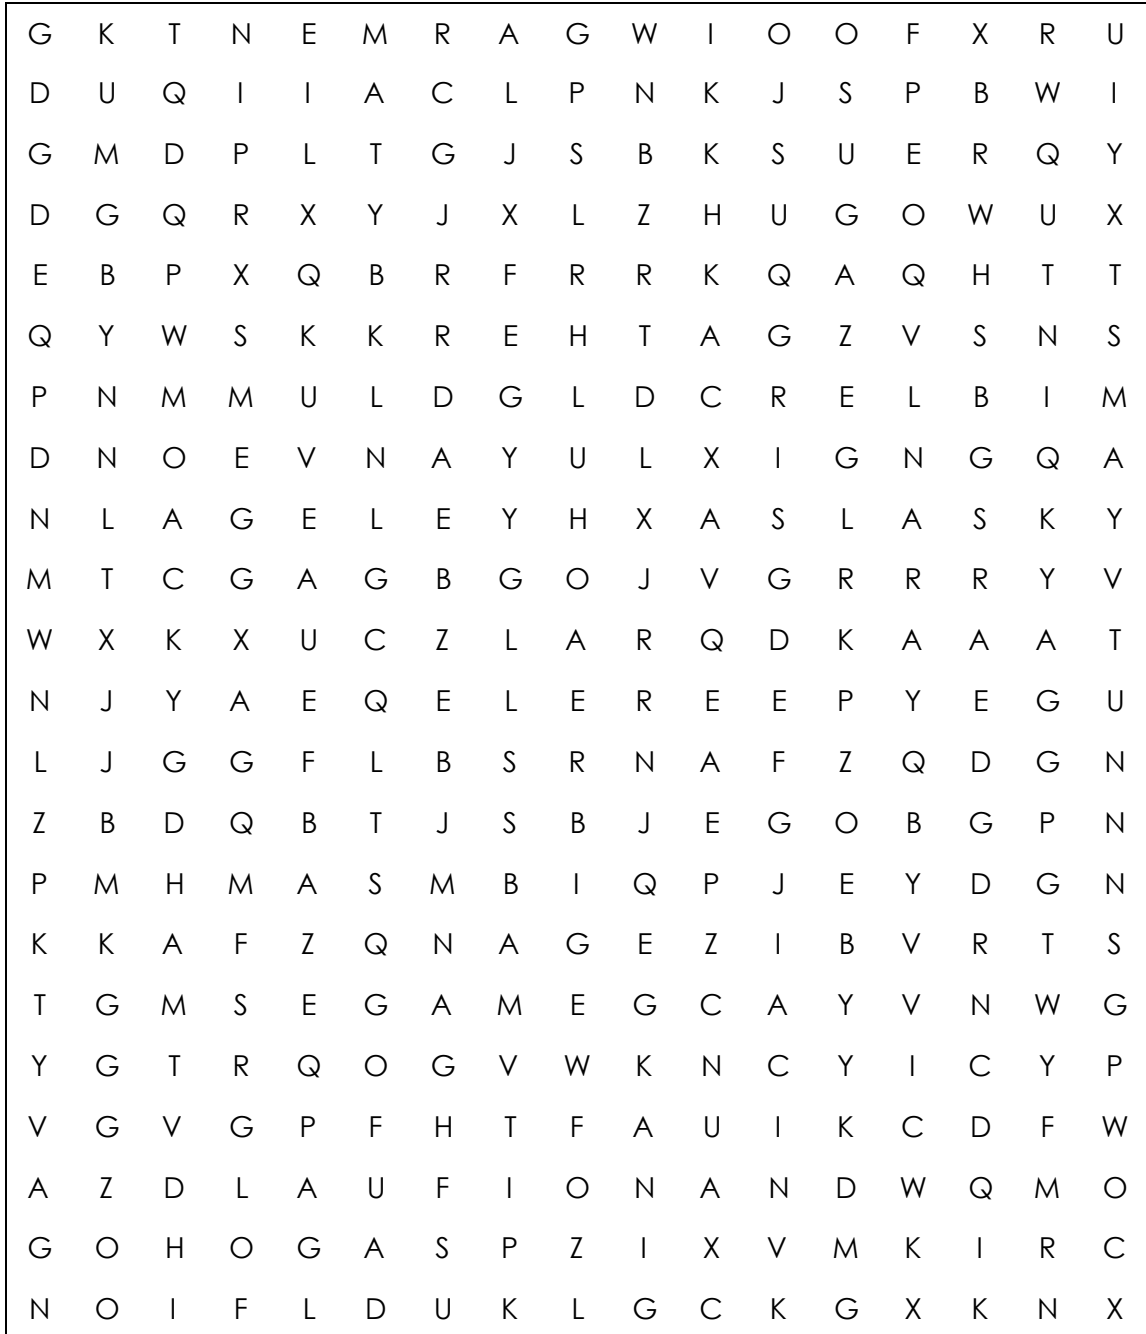 G K T N E M R A G W I O O F X R U
D U Q I I A C L P N K J S P B W I
G M D P L T G J S B K S U E R Q Y
D G Q R X Y J X L Z H U G O W U X
E B P X Q B R F R R K Q A Q H T T
Q Y W S K K R E H T A G Z V S N S
P N M M U L D G L D C R E L B I M
D N O E V N A Y U L X I G N G Q A
N L A G E L E Y H X A S L A S K Y
M T C G A G B G O J V G R R R Y V
W X K X U C Z L A R Q D K A A A T
N J Y A E Q E L E R E E P Y E G U
L J G G F L B S R N A F Z Q D G N
Z B D Q B T J S B J E G O B G P N
P M H M A S M B I Q P J E Y D G N
K K A F Z Q N A G E Z I B V R T S
T G M S E G A M E G C A Y V N W G
Y G T R Q O G V W K N C Y I C Y P
V G V G P F H T F A U I K C D F W
A Z D L A U F I O N A N D W Q M O
G O H O G A S P Z I X V M K I R C
N O I F L D U K L G C K G X K N X